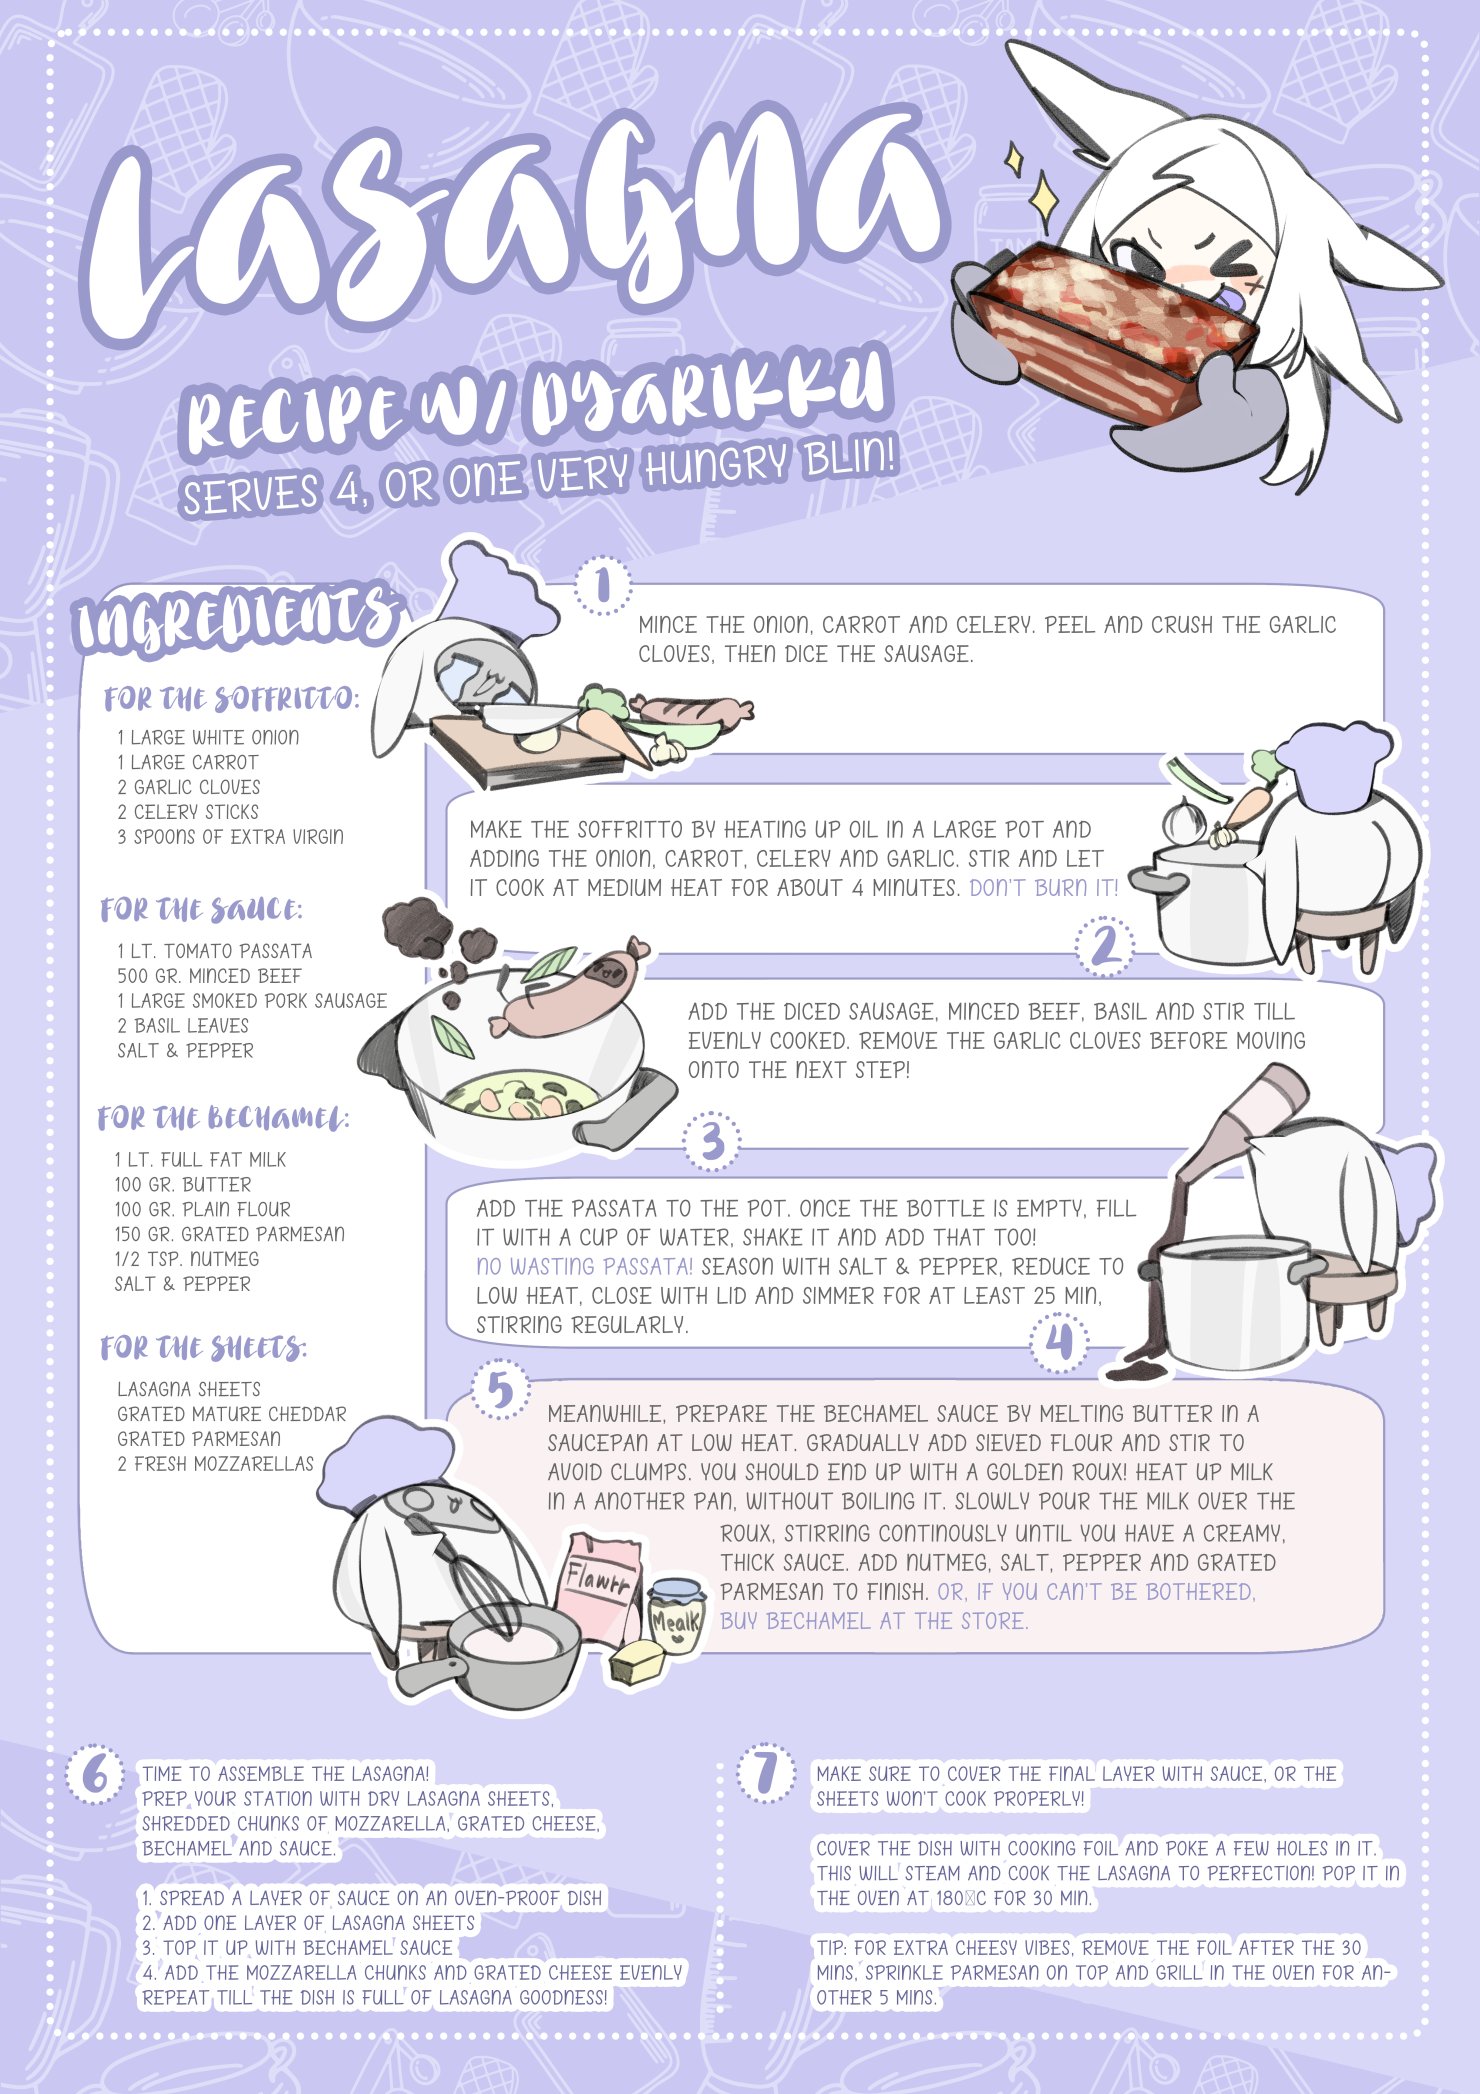 LASAGNA
RECIPE W/ DYARIKKU
SERVES 4, OR ONE VERY HUNGRY BLIN!
INGREDIENTS
FOR THE SOFFRITTO:
1 LARGE WHITE ONION
1 LARGE CARROT
2 GARLIC CLOVES
2 CELERY STICKS
3 SPOONS OF EXTRA VIRGIN
FOR THE SAUCE:
1 LT. TOMATO PASSATA
500 GR. MINCED BEEF
1 LARGE SMOKED PORK SAUSAGE
2 BASIL LEAVES
SALT & PEPPER
FOR THE BECHAMEL:
1 LT. FULL FAT MILK
100 GR. BUTTER
100 GR. PLAIN FLOUR
150 GR. GRATED PARMESAN
1/2 TSP. NUTMEG
SALT & PEPPER
FOR THE SHEETS:
LASAGNA SHEETS
GRATED MATURE CHEDDAR
GRATED PARMESAN
2 FRESH MOZZARELLAS
1
MINCE THE ONION, CARROT AND CELERY. PEEL AND CRUSH THE GARLIC
CLOVES, THEN DICE THE SAUSAGE.
2
MAKE THE SOFFRITTO BY HEATING UP OIL IN A LARGE POT AND
ADDING THE ONION, CARROT, CELERY AND GARLIC. STIR AND LET
IT COOK AT MEDIUM HEAT FOR ABOUT 4 MINUTES. DON'T BURN IT!
3
ADD THE DICED SAUSAGE, MINCED BEEF, BASIL AND STIR TILL
EVENLY COOKED. REMOVE THE GARLIC CLOVES BEFORE MOVING
ONTO THE NEXT STEP!
4
ADD THE PASSATA TO THE POT. ONCE THE BOTTLE IS EMPTY, FILL
IT WITH A CUP OF WATER, SHAKE IT AND ADD THAT TOO!
NO WASTING PASSATA! SEASON WITH SALT & PEPPER, REDUCE TO
LOW HEAT, CLOSE WITH LID AND SIMMER FOR AT LEAST 25 MIN,
STIRRING REGULARLY.
5
MEANWHILE, PREPARE THE BECHAMEL SAUCE BY MELTING BUTTER IN A
SAUCEPAN AT LOW HEAT. GRADUALLY ADD SIEVED FLOUR AND STIR TO
AVOID CLUMPS. YOU SHOULD END UP WITH A GOLDEN ROUX! HEAT UP MILK
IN A ANOTHER PAN, WITHOUT BOILING IT. SLOWLY POUR THE MILK OVER THE
ROUX, STIRRING CONTINOUSLY UNTIL YOU HAVE A CREAMY,
THICK SAUCE. ADD NUTMEG, SALT, PEPPER AND GRATED
PARMESAN TO FINISH. OR, IF YOU CAN'T BE BOTHERED,
BUY BECHAMEL AT THE STORE.
Flawrr
Mealk
6
TIME TO ASSEMBLE THE LASAGNA!
PREP YOUR STATION WITH DRY LASAGNA SHEETS,
SHREDDED CHUNKS OF MOZZARELLA, GRATED CHEESE,
BECHAMEL AND SAUCE.
1. SPREAD A LAYER OF SAUCE ON AN OVEN-PROOF DISH
2. ADD ONE LAYER OF LASAGNA SHEETS
3. TOP IT UP WITH BECHAMEL SAUCE
4. ADD THE MOZZARELLA CHUNKS AND GRATED CHEESE EVENLY
REPEAT TILL THE DISH IS FULL OF LASAGNA GOODNESS!
7
MAKE SURE TO COVER THE FINAL LAYER WITH SAUCE, OR THE
SHEETS WON'T COOK PROPERLY!
COVER THE DISH WITH COOKING FOIL AND POKE A FEW HOLES IN IT.
THIS WILL STEAM AND COOK THE LASAGNA TO PERFECTION! POP IT IN
THE OVEN AT 180▯C FOR 30 MIN.
TIP: FOR EXTRA CHEESY VIBES, REMOVE THE FOIL AFTER THE 30
MINS, SPRINKLE PARMESAN ON TOP AND GRILL IN THE OVEN FOR AN-
OTHER 5 MINS.